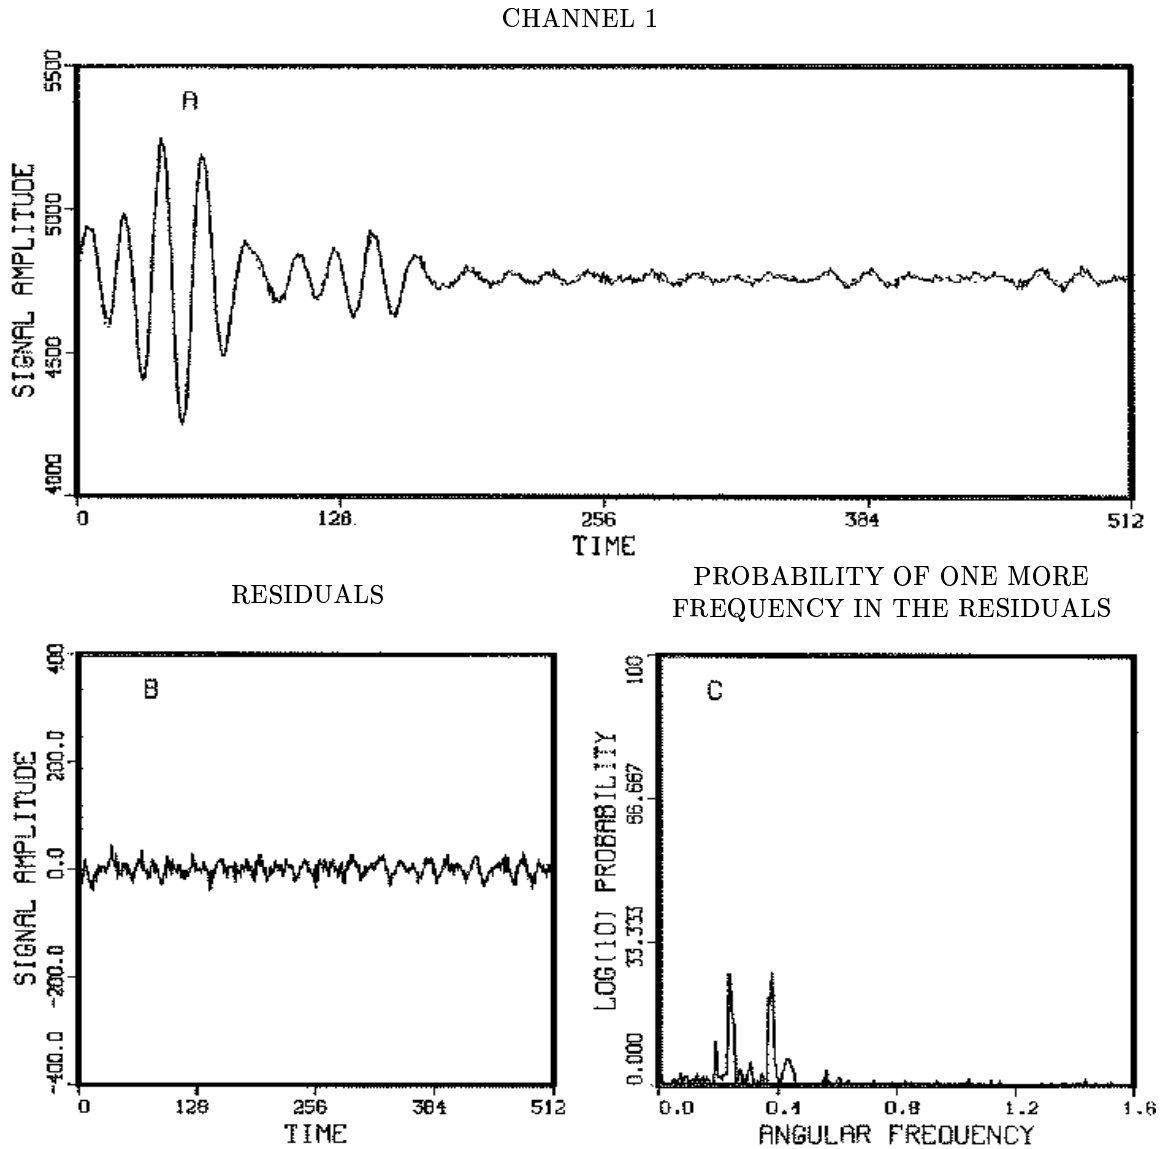 CHANNEL 1
A
SIGNAL AMPLITUDE
5500
5000
4500
4000
0 128. 256 384 512
TIME
RESIDUALS
PROBABILITY OF ONE MORE
FREQUENCY IN THE RESIDUALS
B
SIGNAL AMPLITUDE
400
200.0
0.0
-200.0
-400.0
0 128 256 384 512
TIME
C
LOG(10) PROBABILITY
100
66.667
33.333
0.000
0.0 0.4 0.8 1.2 1.6
ANGULAR FREQUENCY